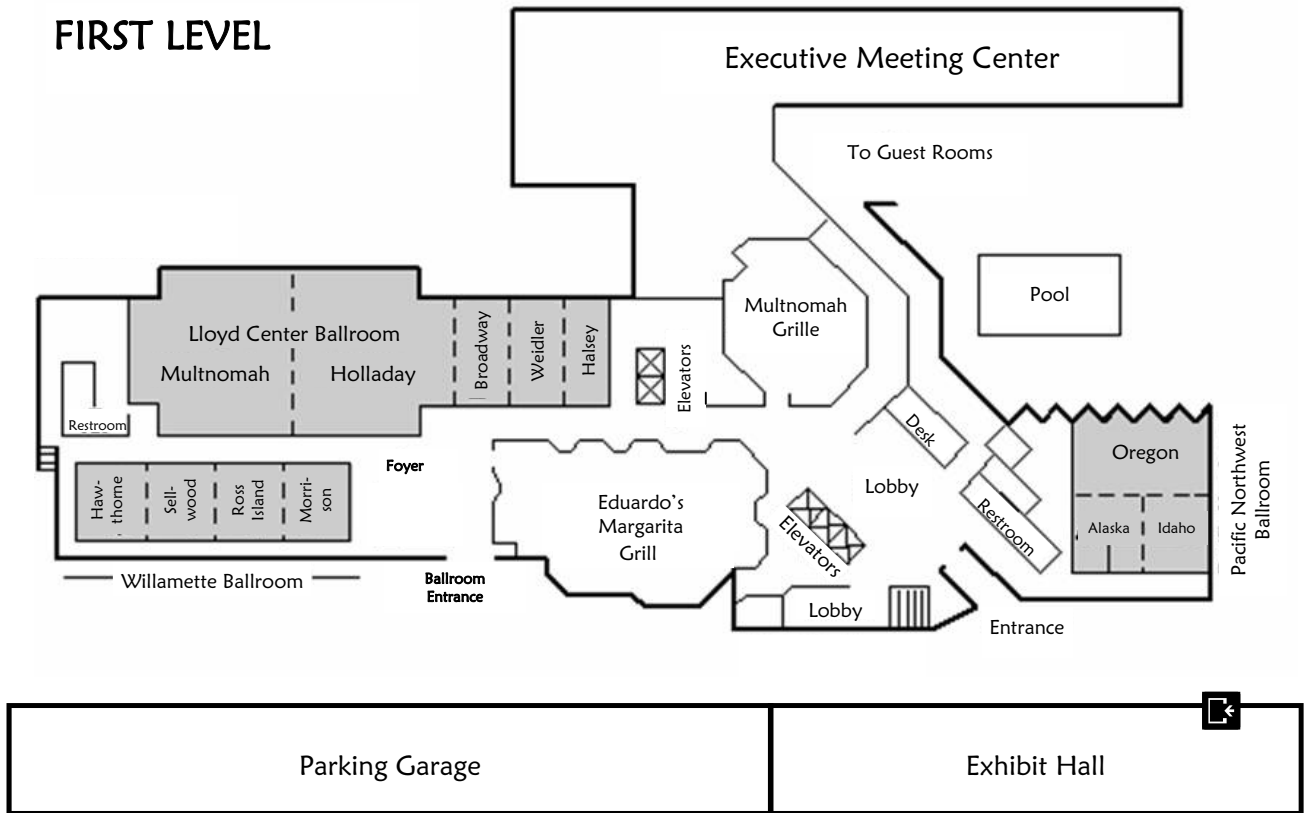 FIRST LEVEL
Executive Meeting Center
To Guest Rooms
Pool
Multnomah
Grille
Lloyd Center Ballroom
Multnomah
Holladay
Broadway
Weidler
Halsey
Elevators
Restroom
Desk
Oregon
Alaska
Idaho
Pacific Northwest
Ballroom
Foyer
Haw-
thorne
Sell-
wood
Ross
Island
Morri-
son
Eduardo's
Margarita
Grill
Lobby
Elevators
Restroom
Willamette Ballroom
Ballroom
Entrance
Lobby
Entrance
Parking Garage
Exhibit Hall